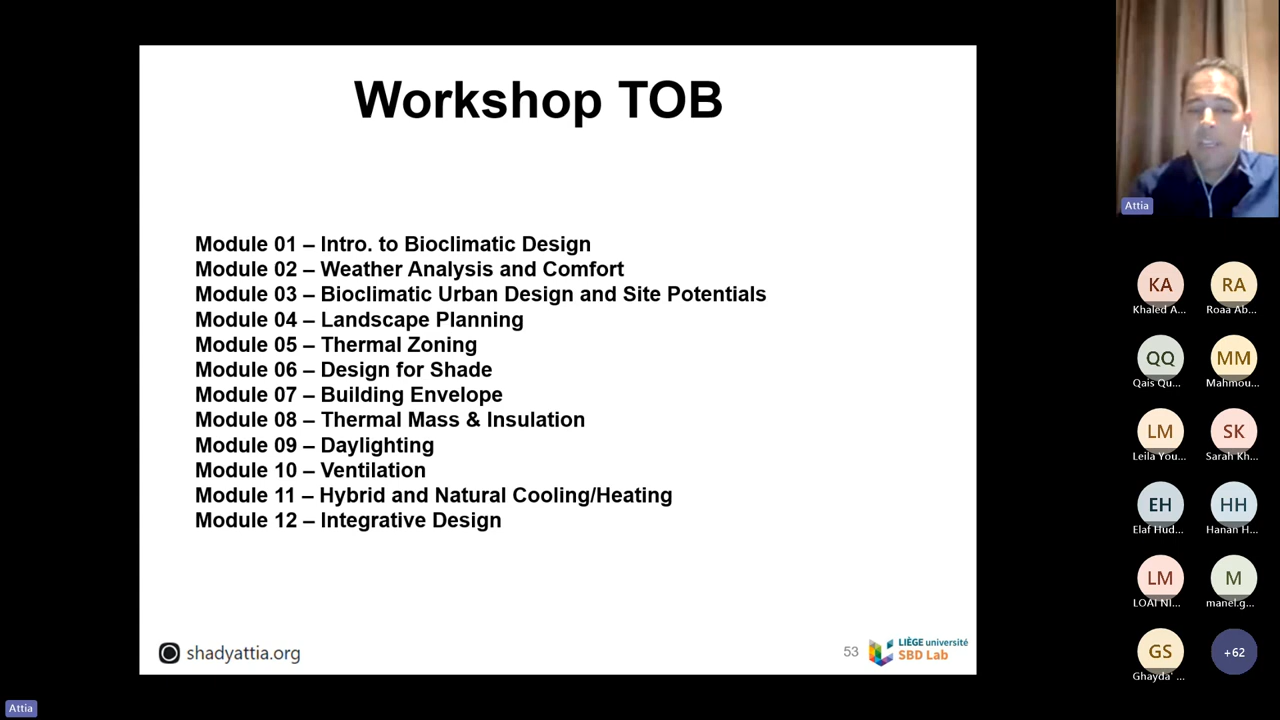 Workshop TOB
Module 01 – Intro. to Bioclimatic Design
Module 02 – Weather Analysis and Comfort
Module 03 – Bioclimatic Urban Design and Site Potentials
Module 04 – Landscape Planning
Module 05 – Thermal Zoning
Module 06 – Design for Shade
Module 07 – Building Envelope
Module 08 – Thermal Mass & Insulation
Module 09 – Daylighting
Module 10 – Ventilation
Module 11 – Hybrid and Natural Cooling/Heating
Module 12 – Integrative Design
shadyattia.org
53
LIÈGE université
SBD Lab
Attia
KA
RA
Khaled A...
Roaa Ab...
QQ
MM
Qais Qu...
Mahmou...
LM
SK
Leila You...
Sarah Kh...
EH
HH
Elaf Hud...
Hanan H...
LM
M
LOAI NI...
manel.g...
GS
+62
Ghayda' ...
Attia